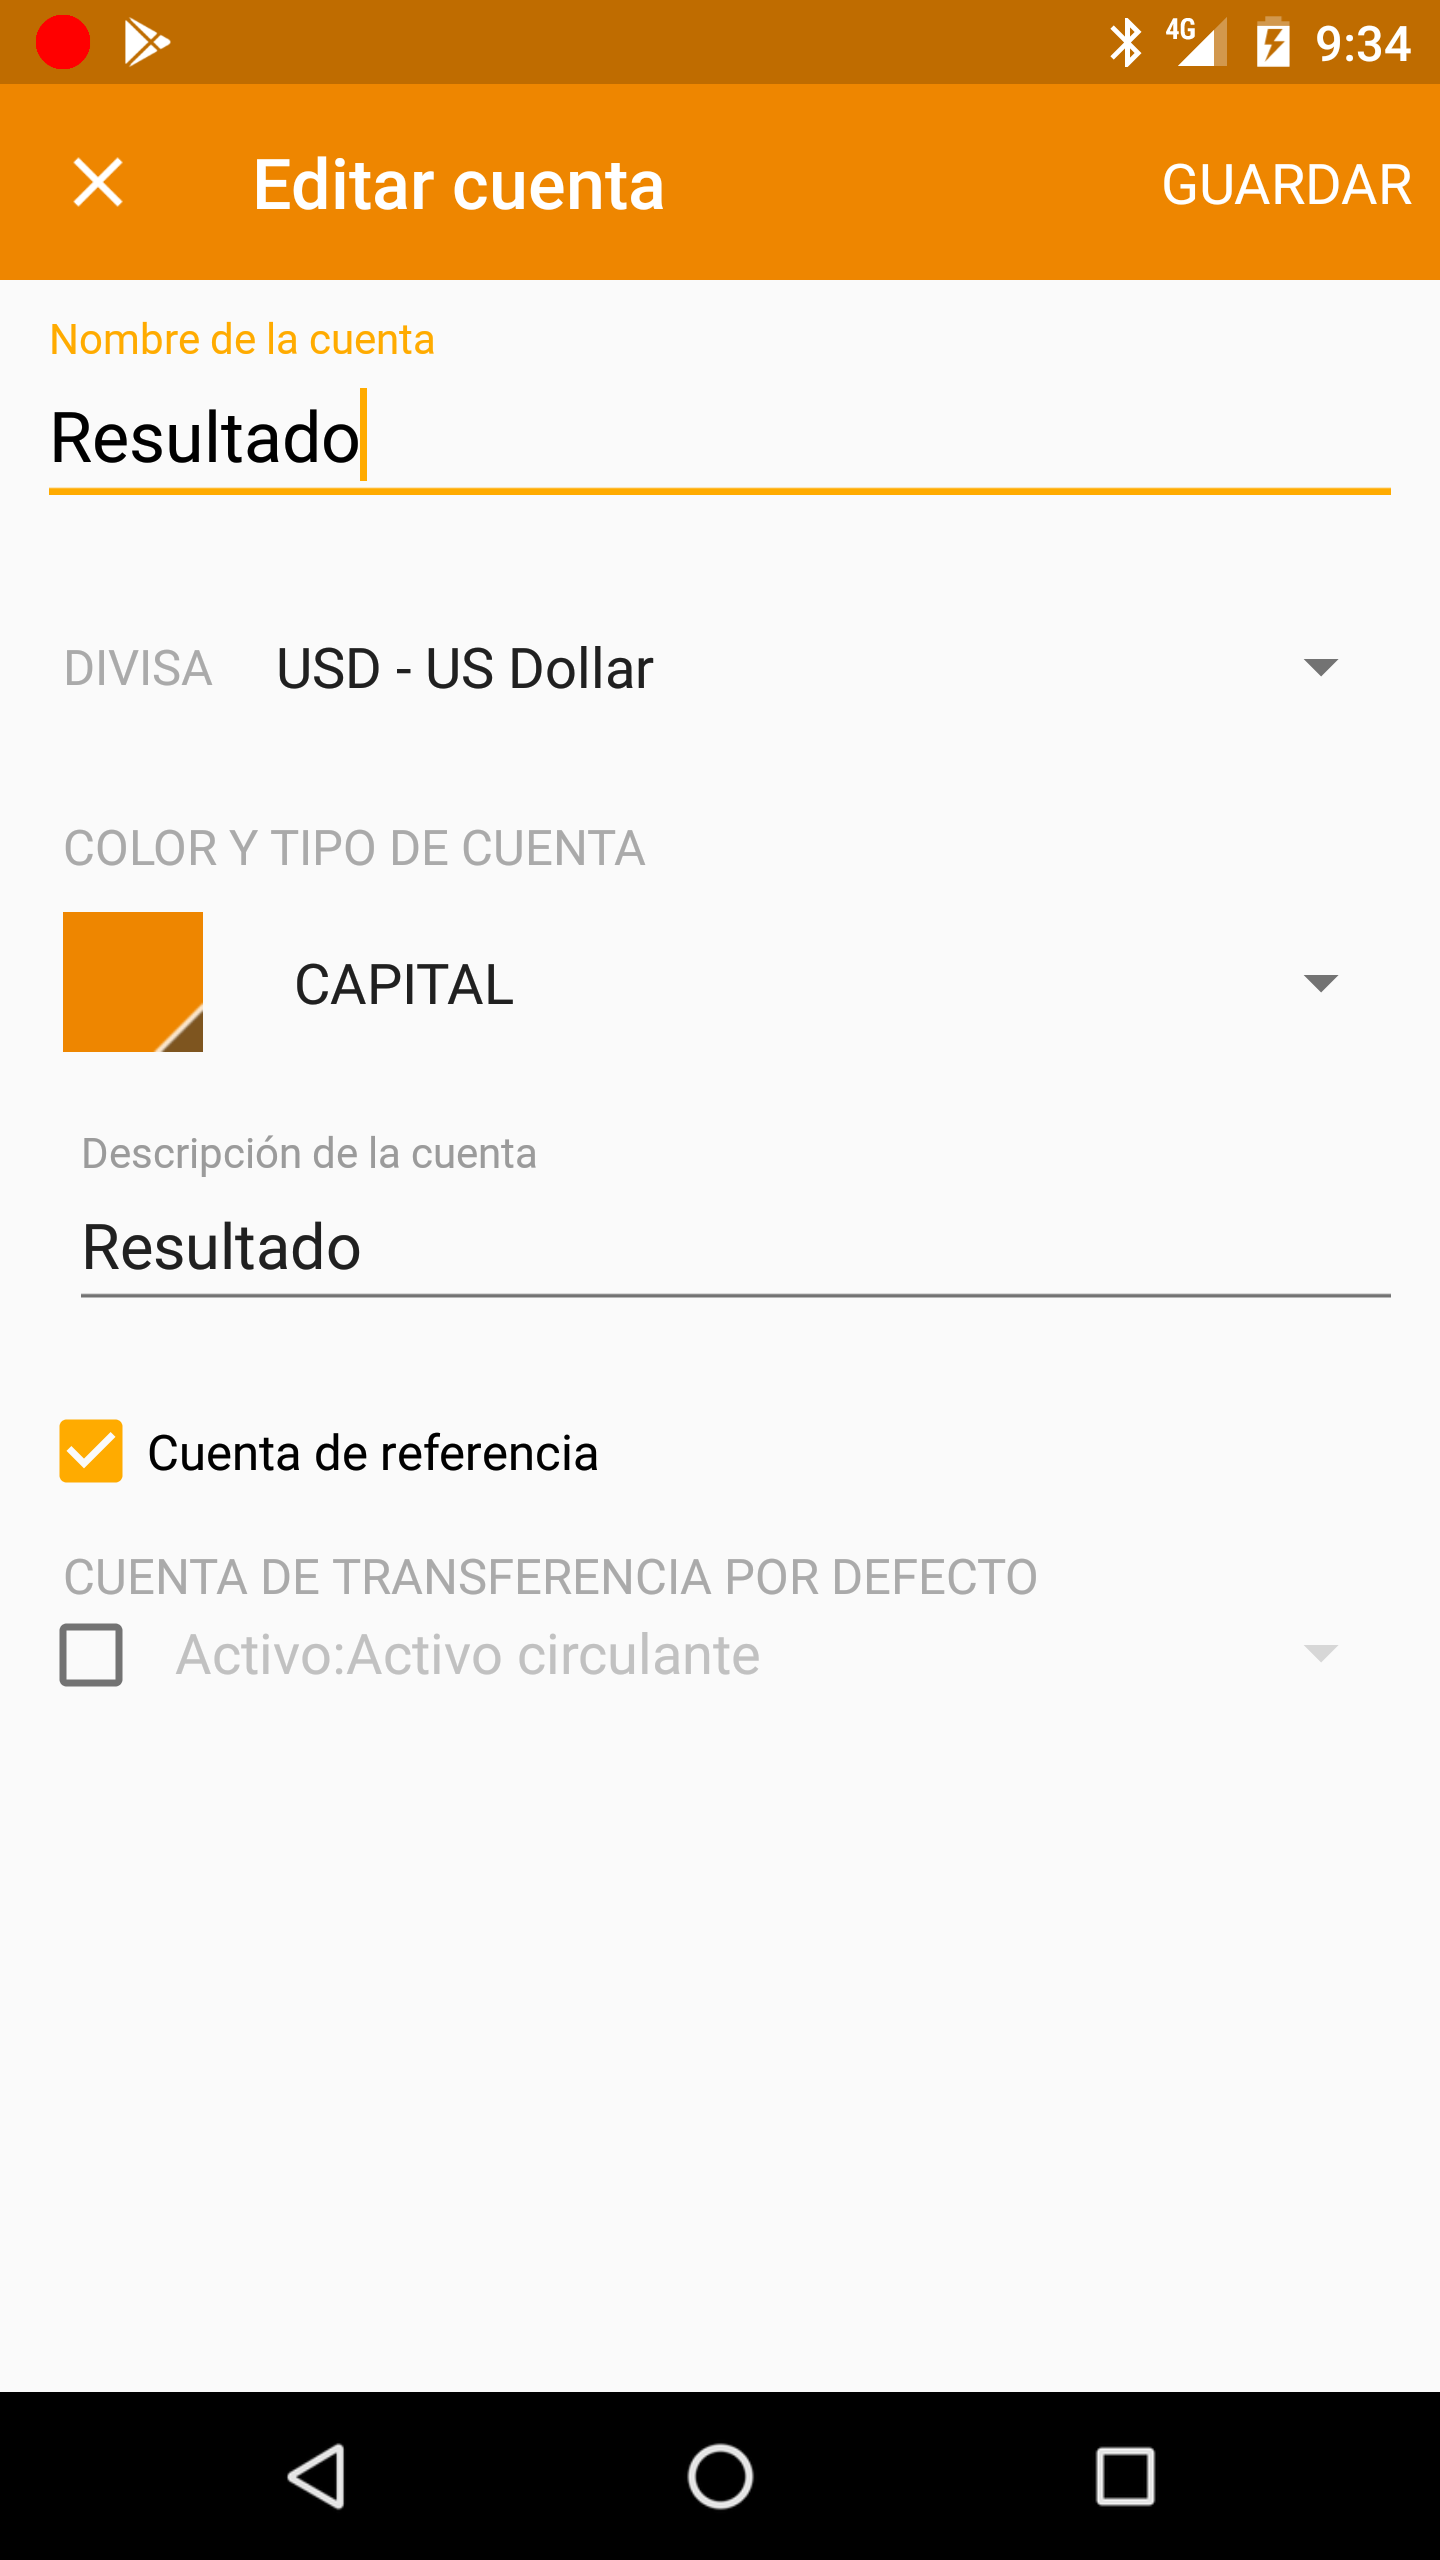 4G 9:34
Editar cuenta GUARDAR
Nombre de la cuenta
Resultado
DIVISA USD - US Dollar
COLOR Y TIPO DE CUENTA
CAPITAL
Descripción de la cuenta
Resultado
Cuenta de referencia
CUENTA DE TRANSFERENCIA POR DEFECTO
Activo:Activo circulante